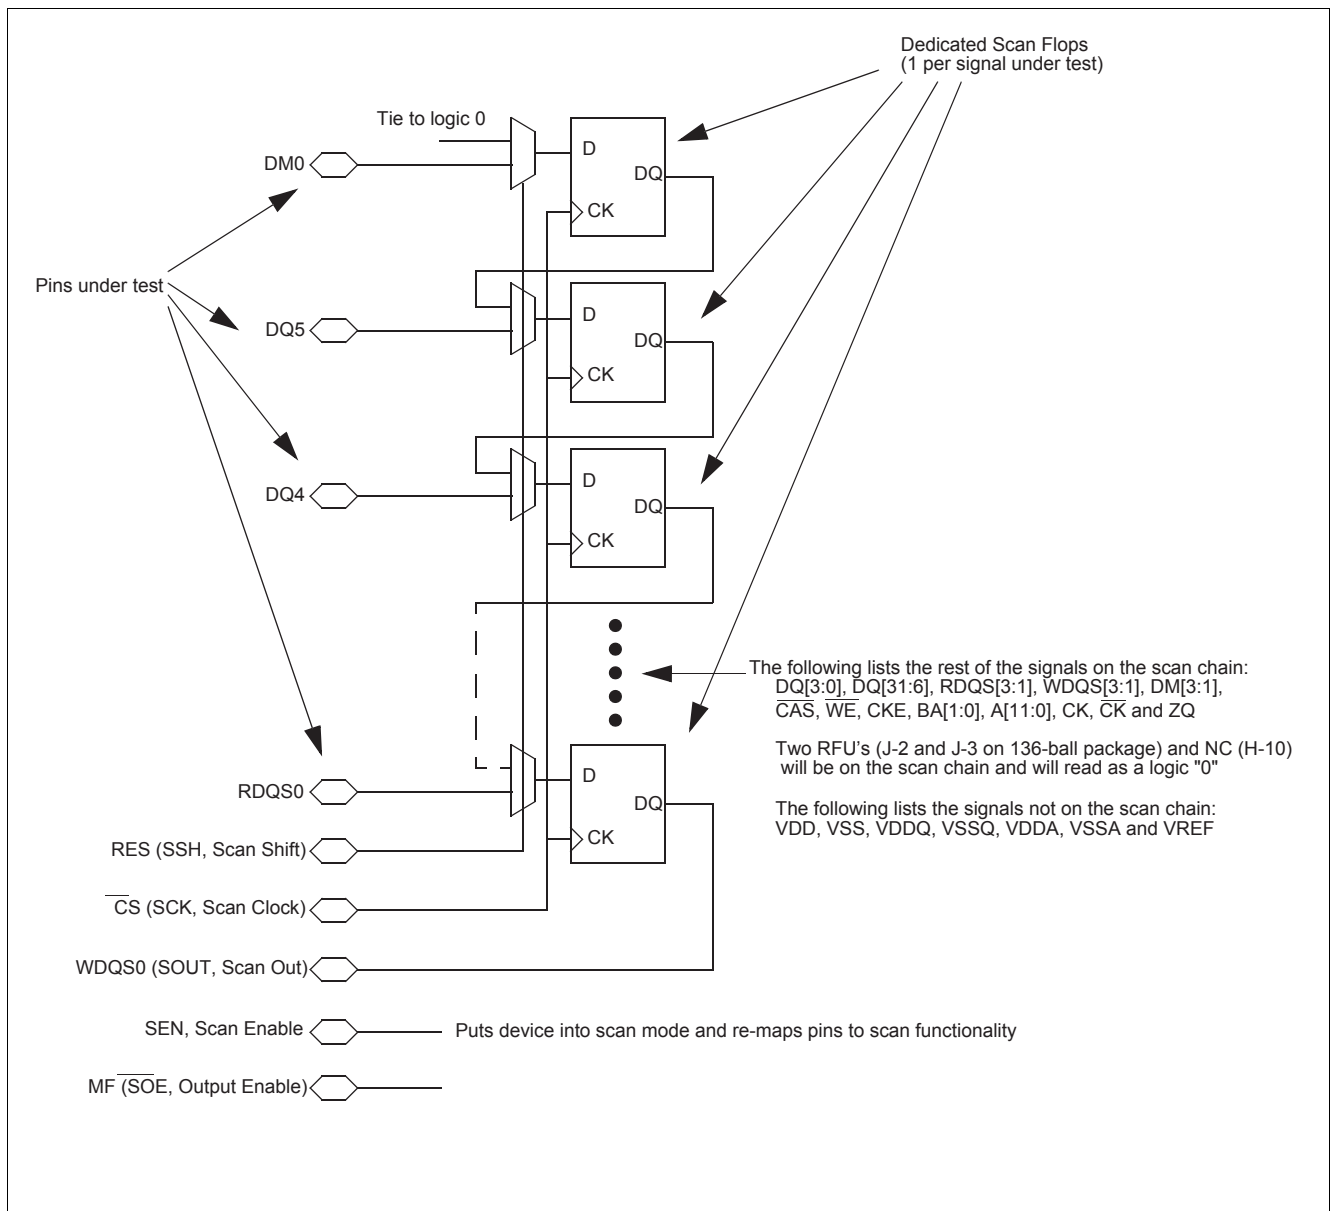 Dedicated Scan Flops
(1 per signal under test)
Tie to logic 0
D
DM0
DQ
CK
Pins under test
D
DQ5
DQ
CK
D
DQ4
DQ
CK
The following lists the rest of the signals on the scan chain:
DQ[3:0], DQ[31:6], RDQS[3:1], WDQS[3:1], DM[3:1],
C̅A̅S̅, W̅E̅, CKE, BA[1:0], A[11:0], CK, C̅K̅ and ZQ
Two RFU's (J-2 and J-3 on 136-ball package) and NC (H-10)
will be on the scan chain and will read as a logic "0"
The following lists the signals not on the scan chain:
VDD, VSS, VDDQ, VSSQ, VDDA, VSSA and VREF
D
RDQS0
DQ
CK
RES (SSH, Scan Shift)
C̅S (SCK, Scan Clock)
WDQS0 (SOUT, Scan Out)
SEN, Scan Enable
Puts device into scan mode and re-maps pins to scan functionality
MF (S̅O̅E, Output Enable)